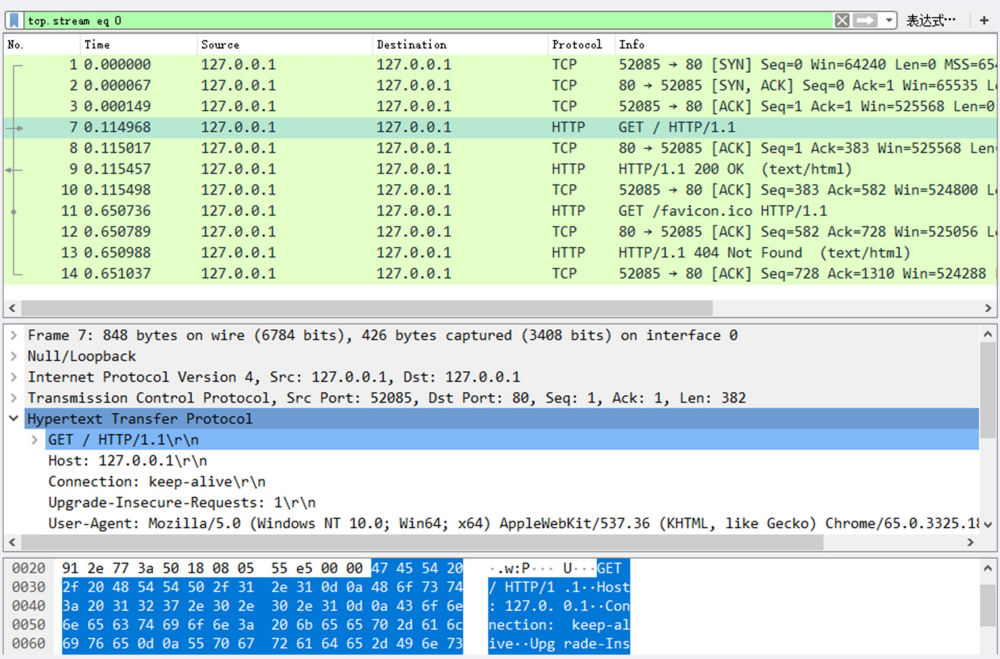 tcp.stream eq 0 表达式… +
No. Time Source Destination Protocol Info
1 0.000000 127.0.0.1 127.0.0.1 TCP 52085 → 80 [SYN] Seq=0 Win=64240 Len=0 MSS=654
2 0.000067 127.0.0.1 127.0.0.1 TCP 80 → 52085 [SYN, ACK] Seq=0 Ack=1 Win=65535 Le
3 0.000149 127.0.0.1 127.0.0.1 TCP 52085 → 80 [ACK] Seq=1 Ack=1 Win=525568 Len=0
7 0.114968 127.0.0.1 127.0.0.1 HTTP GET / HTTP/1.1
8 0.115017 127.0.0.1 127.0.0.1 TCP 80 → 52085 [ACK] Seq=1 Ack=383 Win=525568 Len=
9 0.115457 127.0.0.1 127.0.0.1 HTTP HTTP/1.1 200 OK (text/html)
10 0.115498 127.0.0.1 127.0.0.1 TCP 52085 → 80 [ACK] Seq=383 Ack=582 Win=524800 L
11 0.650736 127.0.0.1 127.0.0.1 HTTP GET /favicon.ico HTTP/1.1
12 0.650789 127.0.0.1 127.0.0.1 TCP 80 → 52085 [ACK] Seq=582 Ack=728 Win=525056 L
13 0.650988 127.0.0.1 127.0.0.1 HTTP HTTP/1.1 404 Not Found (text/html)
14 0.651037 127.0.0.1 127.0.0.1 TCP 52085 → 80 [ACK] Seq=728 Ack=1310 Win=524288
Frame 7: 848 bytes on wire (6784 bits), 426 bytes captured (3408 bits) on interface 0
Null/Loopback
Internet Protocol Version 4, Src: 127.0.0.1, Dst: 127.0.0.1
Transmission Control Protocol, Src Port: 52085, Dst Port: 80, Seq: 1, Ack: 1, Len: 382
Hypertext Transfer Protocol
GET / HTTP/1.1\r\n
Host: 127.0.0.1\r\n
Connection: keep-alive\r\n
Upgrade-Insecure-Requests: 1\r\n
User-Agent: Mozilla/5.0 (Windows NT 10.0; Win64; x64) AppleWebKit/537.36 (KHTML, like Gecko) Chrome/65.0.3325.18
0020 91 2e 77 3a 50 18 08 05 55 e5 00 00 47 45 54 20 ·.w:P··· U···GET
0030 2f 20 48 54 54 50 2f 31 2e 31 0d 0a 48 6f 73 74 / HTTP/1 .1··Host
0040 3a 20 31 32 37 2e 30 2e 30 2e 31 0d 0a 43 6f 6e : 127.0. 0.1··Con
0050 6e 65 63 74 69 6f 6e 3a 20 6b 65 65 70 2d 61 6c nection: keep-al
0060 69 76 65 0d 0a 55 70 67 72 61 64 65 2d 49 6e 73 ive··Upg rade-Ins